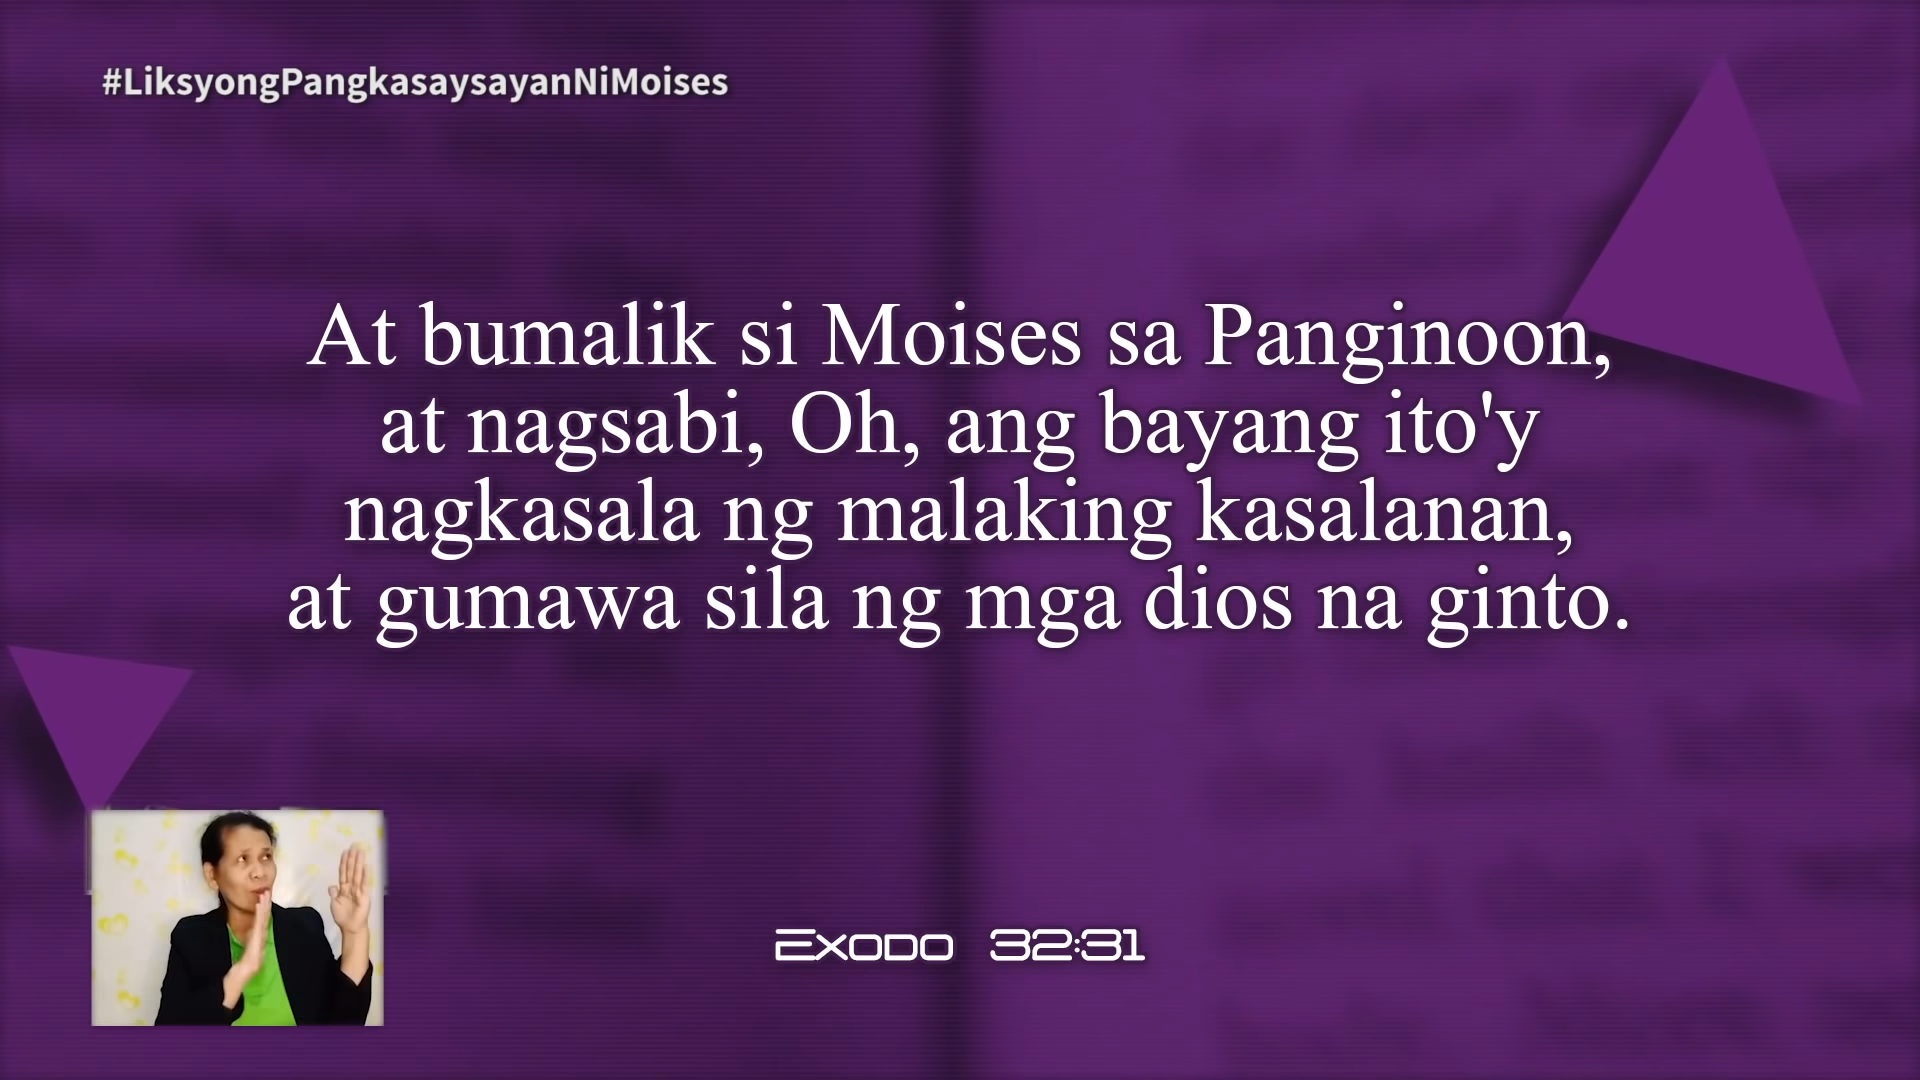 #LiksyongPangkasaysayanNiMoises
At bumalik si Moises sa Panginoon,
at nagsabi, Oh, ang bayang ito'y
nagkasala ng malaking kasalanan,
at gumawa sila ng mga dios na ginto.
Exodo 32:31